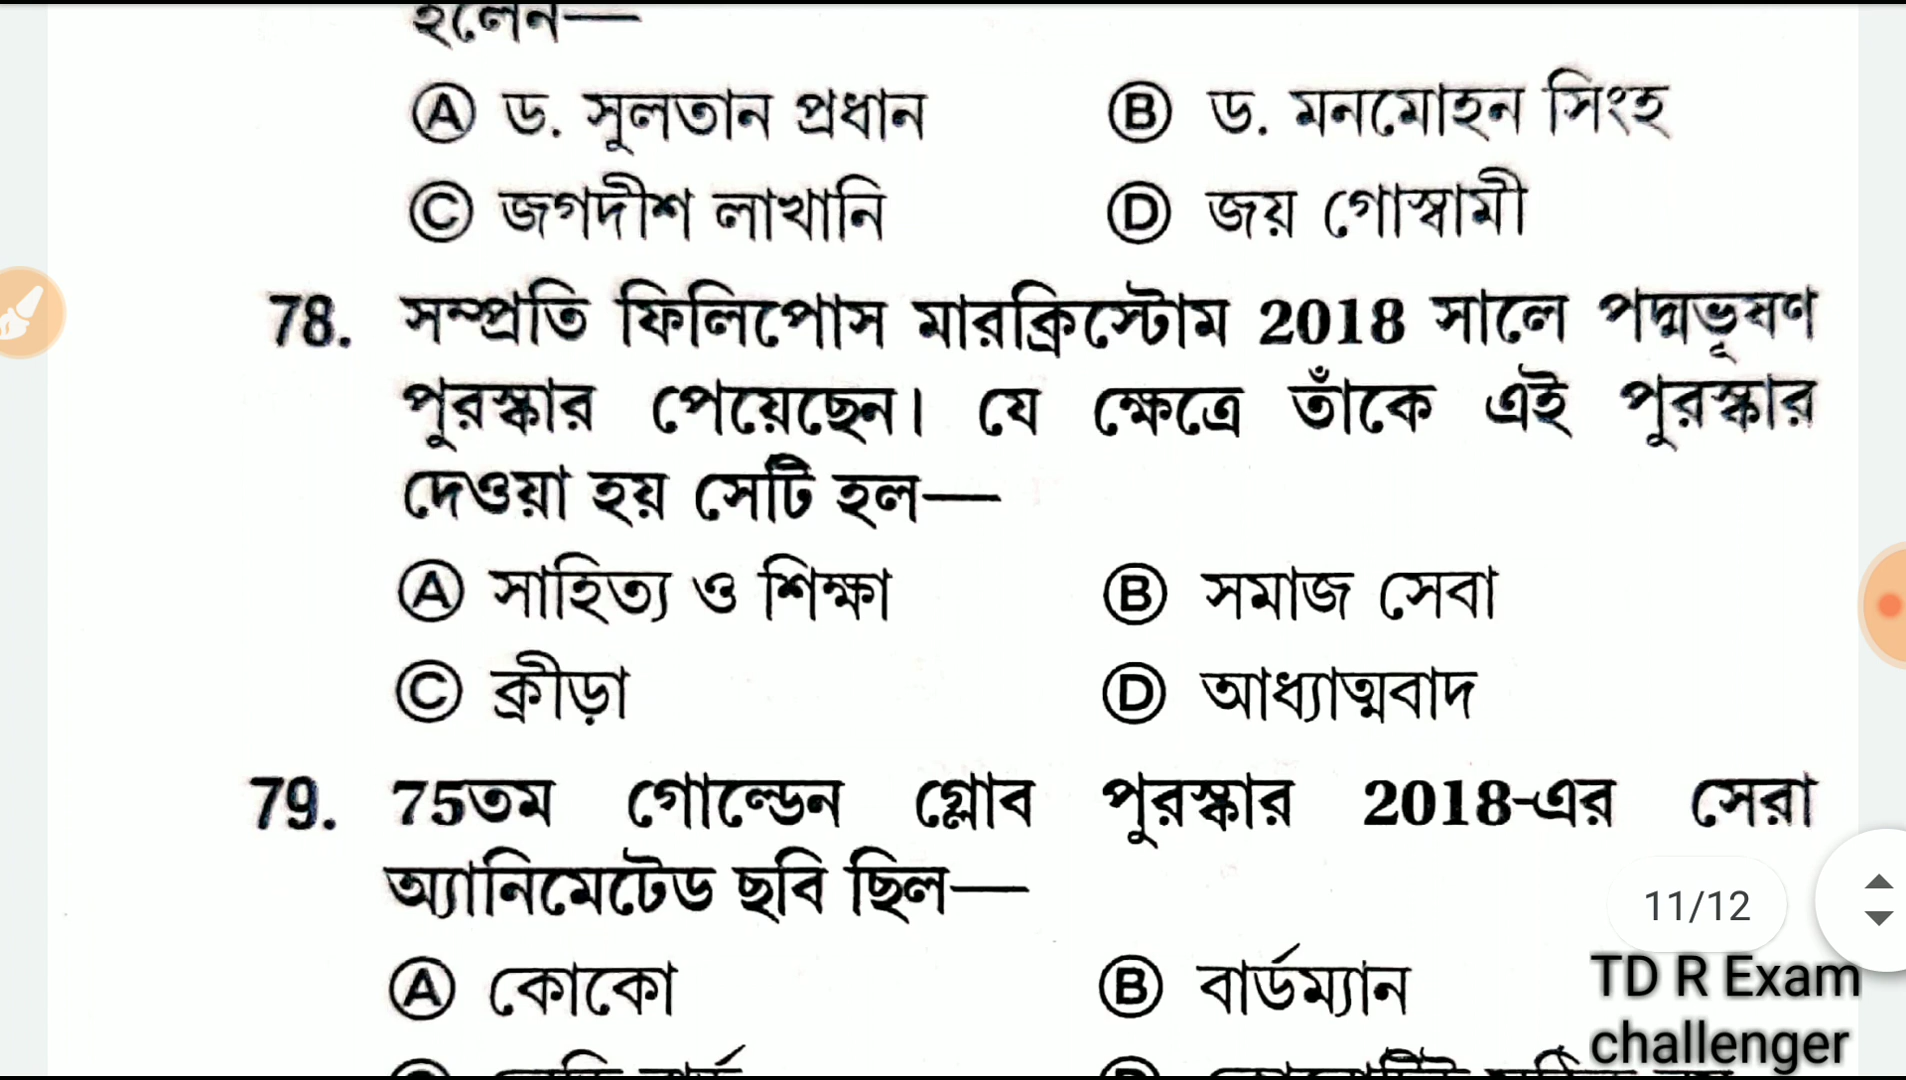 হলেন—
Ⓐ ড. সুলতান প্রধান Ⓑ ড. মনমোহন সিংহ
Ⓒ জগদীশ লাখানি Ⓓ জয় গোস্বামী
78. সম্প্রতি ফিলিপোস মারক্রিস্টোম 2018 সালে পদ্মভূষণ
পুরস্কার পেয়েছেন। যে ক্ষেত্রে তাঁকে এই পুরস্কার
দেওয়া হয় সেটি হল—
Ⓐ সাহিত্য ও শিক্ষা Ⓑ সমাজ সেবা
Ⓒ ক্রীড়া Ⓓ আধ্যাত্মবাদ
79. 75তম গোল্ডেন গ্লোব পুরস্কার 2018-এর সেরা
অ্যানিমেটেড ছবি ছিল—
11/12
Ⓐ কোকো Ⓑ বার্ডম্যান
TD R Exam
challenger